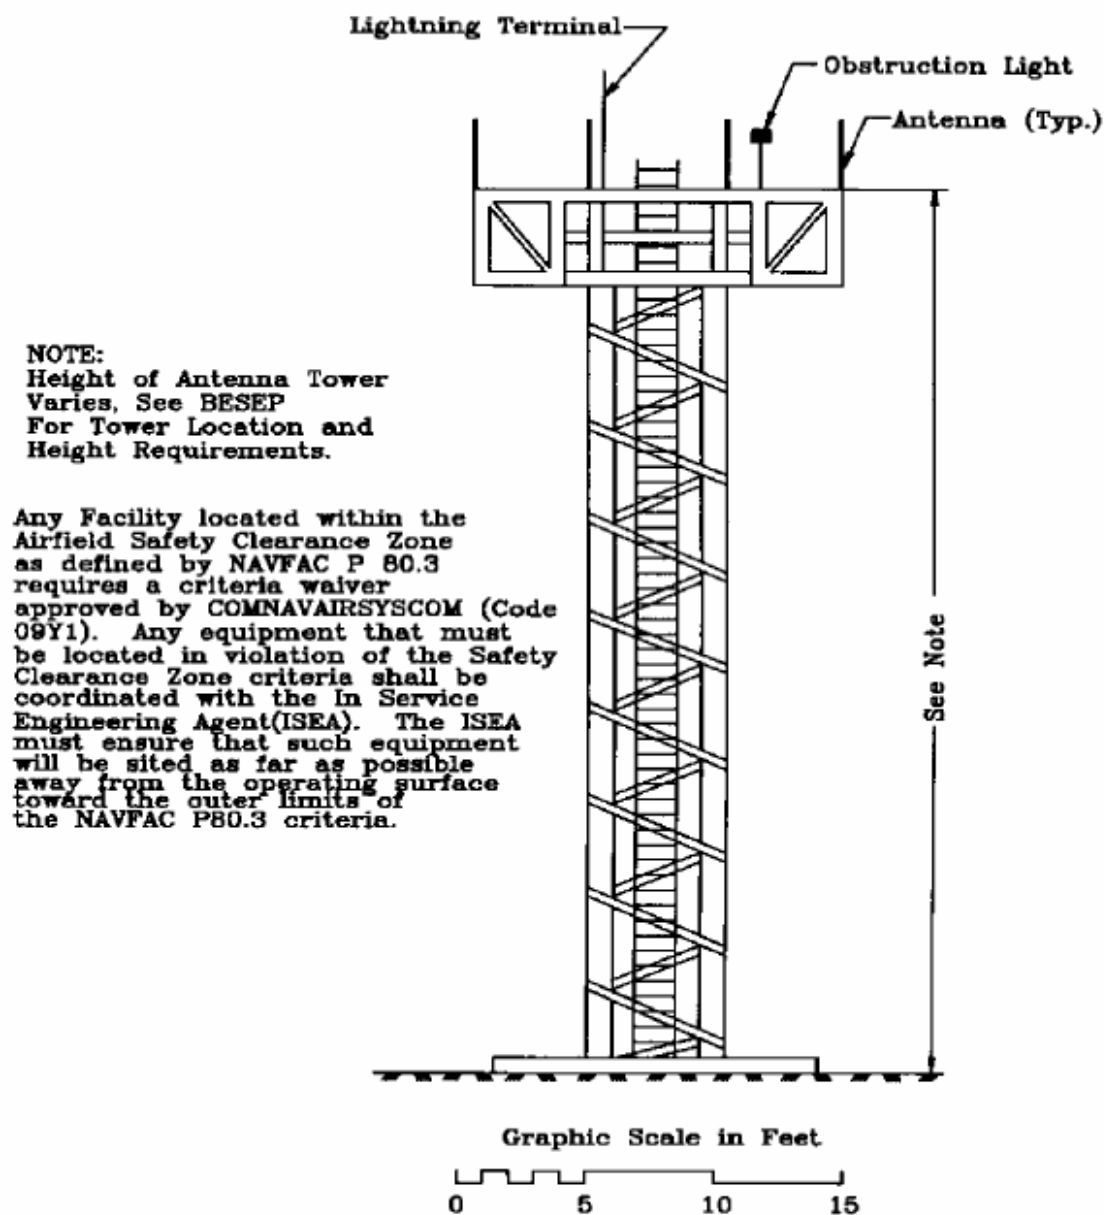 Lightning Terminal
Obstruction Light
Antenna (Typ.)
NOTE:
Height of Antenna Tower
Varies, See BESEP
For Tower Location and
Height Requirements.
Any Facility located within the
Airfield Safety Clearance Zone
as defined by NAVFAC P 80.3
requires a criteria waiver
approved by COMNAVAIRSYSCOM (Code
09Y1). Any equipment that must
be located in violation of the Safety
Clearance Zone criteria shall be
coordinated with the In Service
Engineering Agent(ISEA). The ISEA
must ensure that such equipment
will be sited as far as possible
away from the operating surface
toward the outer limits of
the NAVFAC P80.3 criteria.
See Note
Graphic Scale in Feet
0 5 10 15